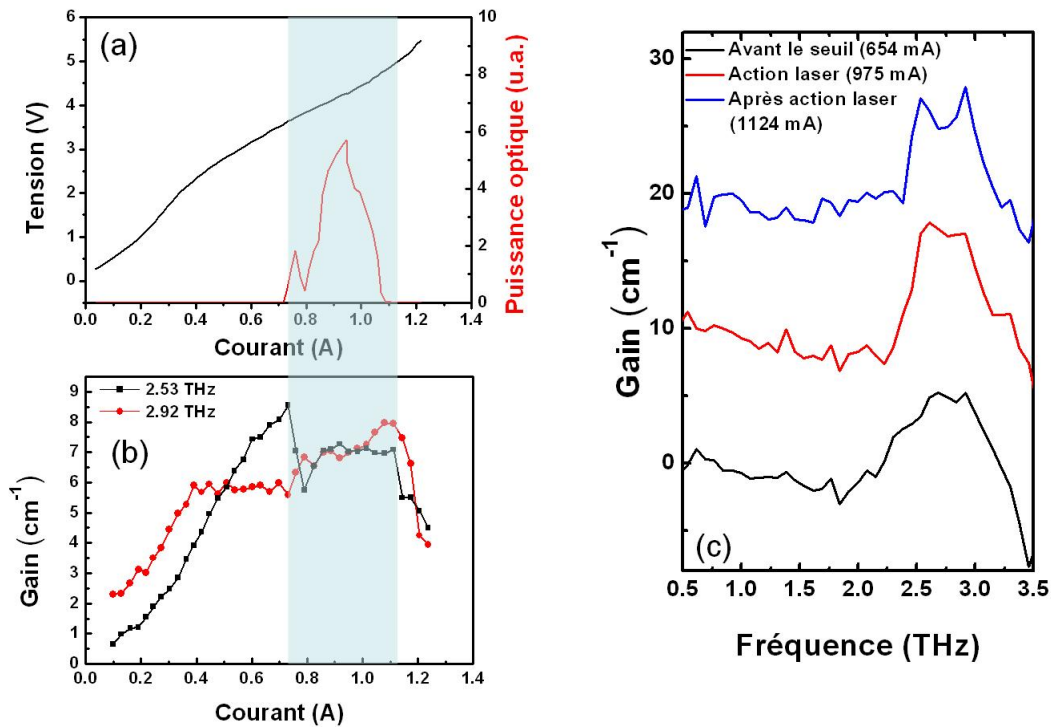 (a)
Tension (V)
6
5
4
3
2
1
0
10
8
6
4
2
0
Puissance optique (u.a.)
0.0 0.2 0.4 0.6 0.8 1.0 1.2 1.4
Courant (A)
(b)
2.53 THz
2.92 THz
Gain (cm-1)
9
8
7
6
5
4
3
2
1
0
0.0 0.2 0.4 0.6 0.8 1.0 1.2 1.4
Courant (A)
(c)
Avant le seuil (654 mA)
Action laser (975 mA)
Après action laser
(1124 mA)
Gain (cm-1)
30
20
10
0
0.5 1.0 1.5 2.0 2.5 3.0 3.5
Fréquence (THz)